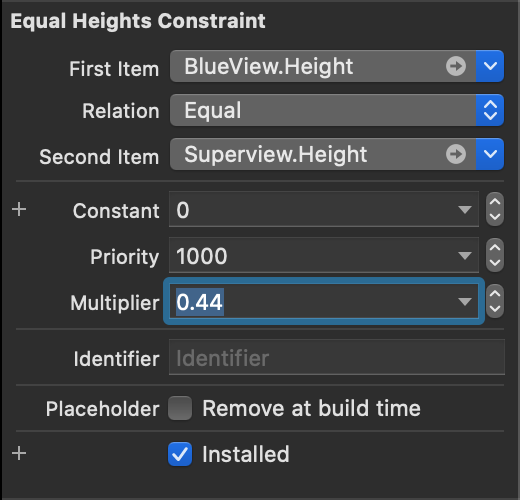 Equal Heights Constraint
First Item BlueView.Height
Relation Equal
Second Item Superview.Height
Constant 0
Priority 1000
Multiplier 0.44
Identifier Identifier
Placeholder Remove at build time
Installed